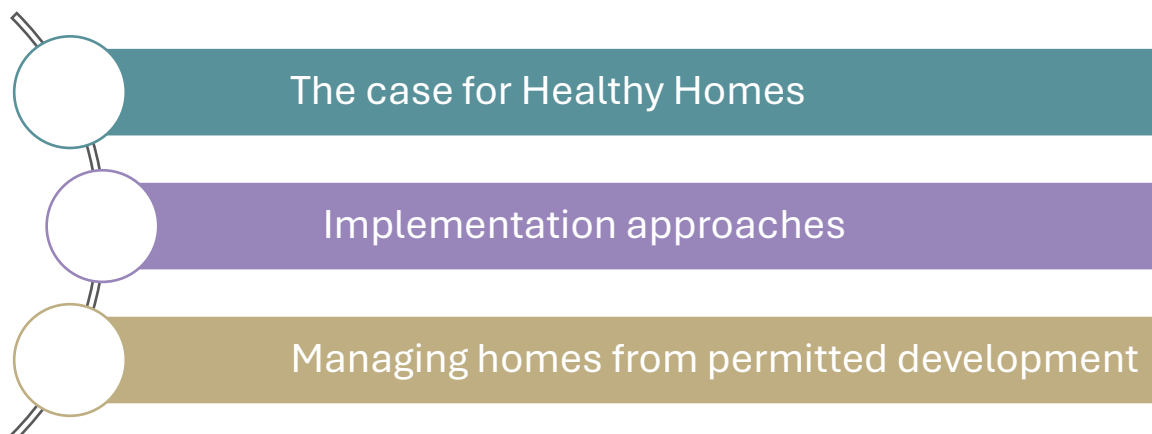 The case for Healthy Homes
Implementation approaches
Managing homes from permitted development